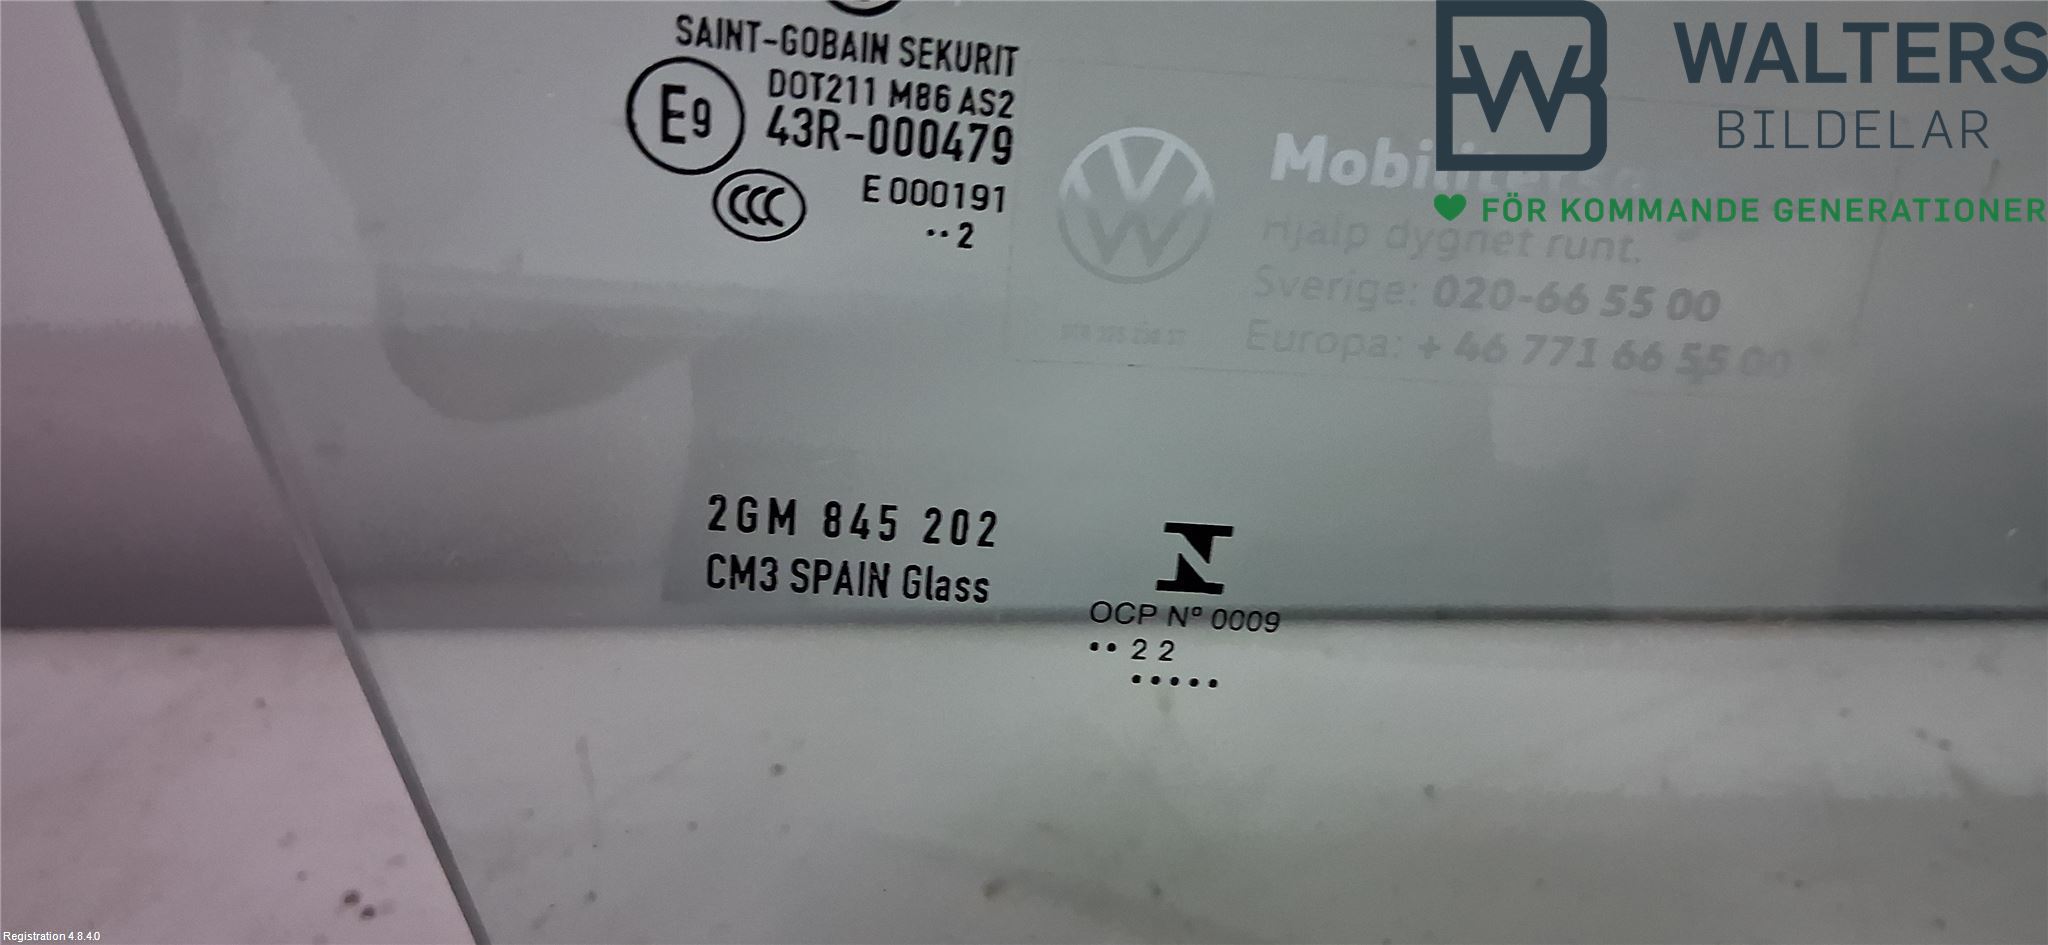 SAINT-GOBAIN SEKURIT
DOT211 M86 AS2
E9
43R-000479
CCC
E 000191
··2
WALTERS
BILDELAR
FÖR KOMMANDE GENERATIONER
Hjälp dygnet runt.
Sverige: 020-66 55 00
Europa: + 46 771 66 55 00
2GM 845 202
CM3 SPAIN Glass
OCP Nº 0009
·· 2 2
·····
Registration 4.8.4.0